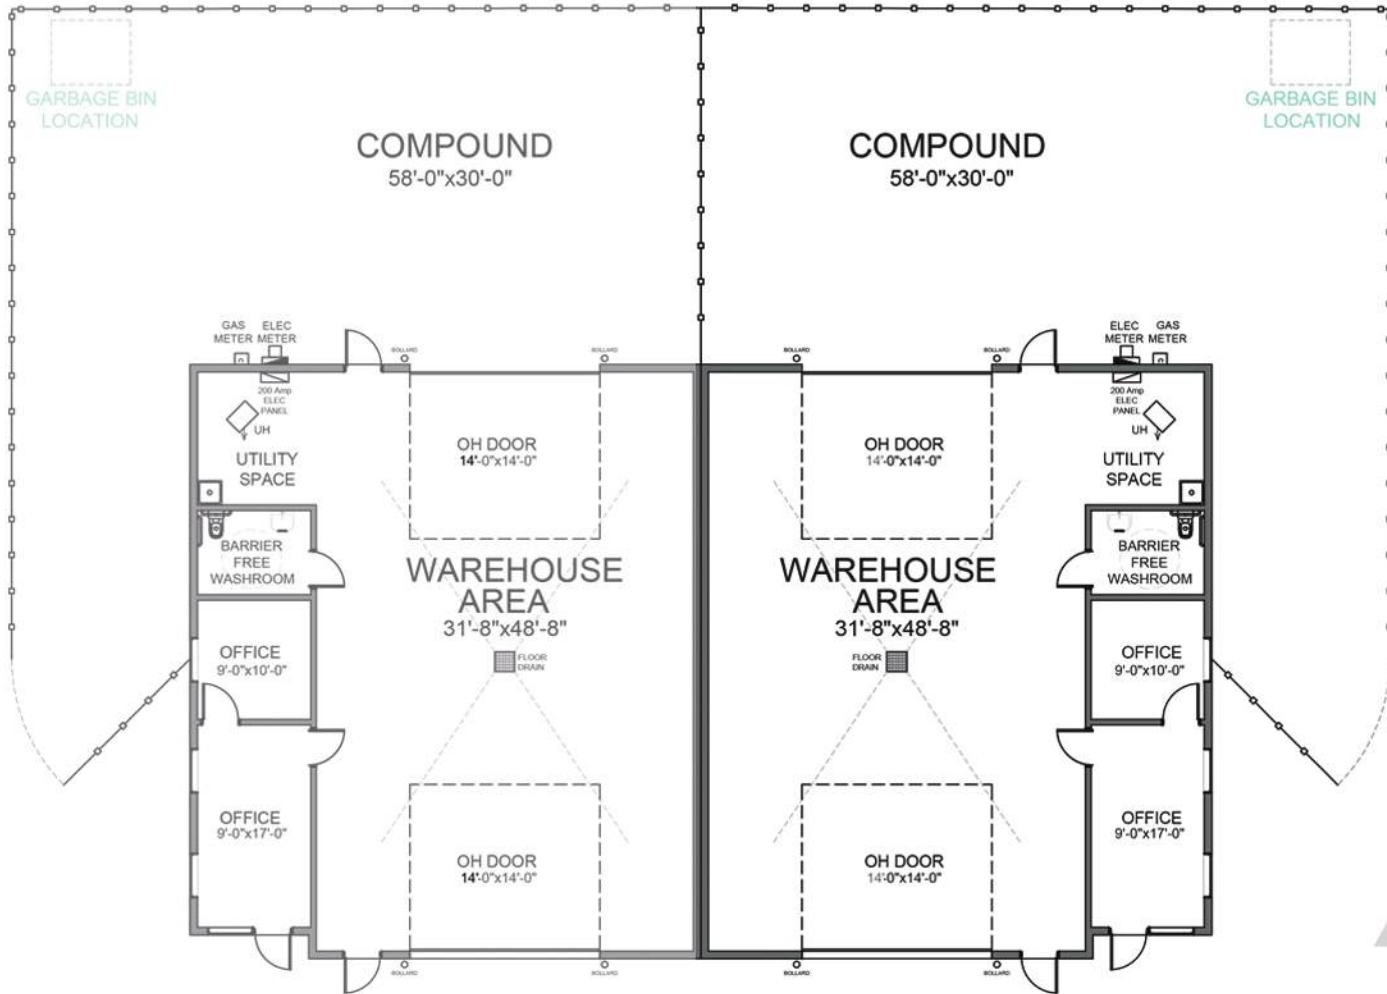 GARBAGE BIN
LOCATION
GARBAGE BIN
LOCATION
COMPOUND
58'-0"x30'-0"
COMPOUND
58'-0"x30'-0"
GAS
METER
ELEC
METER
BOLLARD
BOLLARD
BOLLARD
BOLLARD
ELEC
METER
GAS
METER
200 Amp
ELEC
PANEL
UH
UTILITY
SPACE
OH DOOR
14'-0"x14'-0"
OH DOOR
14'-0"x14'-0"
200 Amp
ELEC
PANEL
UH
UTILITY
SPACE
BARRIER
FREE
WASHROOM
WAREHOUSE
AREA
31'-8"x48'-8"
WAREHOUSE
AREA
31'-8"x48'-8"
BARRIER
FREE
WASHROOM
OFFICE
9'-0"x10'-0"
FLOOR
DRAIN
FLOOR
DRAIN
OFFICE
9'-0"x10'-0"
OFFICE
9'-0"x17'-0"
OH DOOR
14'-0"x14'-0"
OH DOOR
14'-0"x14'-0"
OFFICE
9'-0"x17'-0"
BOLLARD
BOLLARD
BOLLARD
BOLLARD